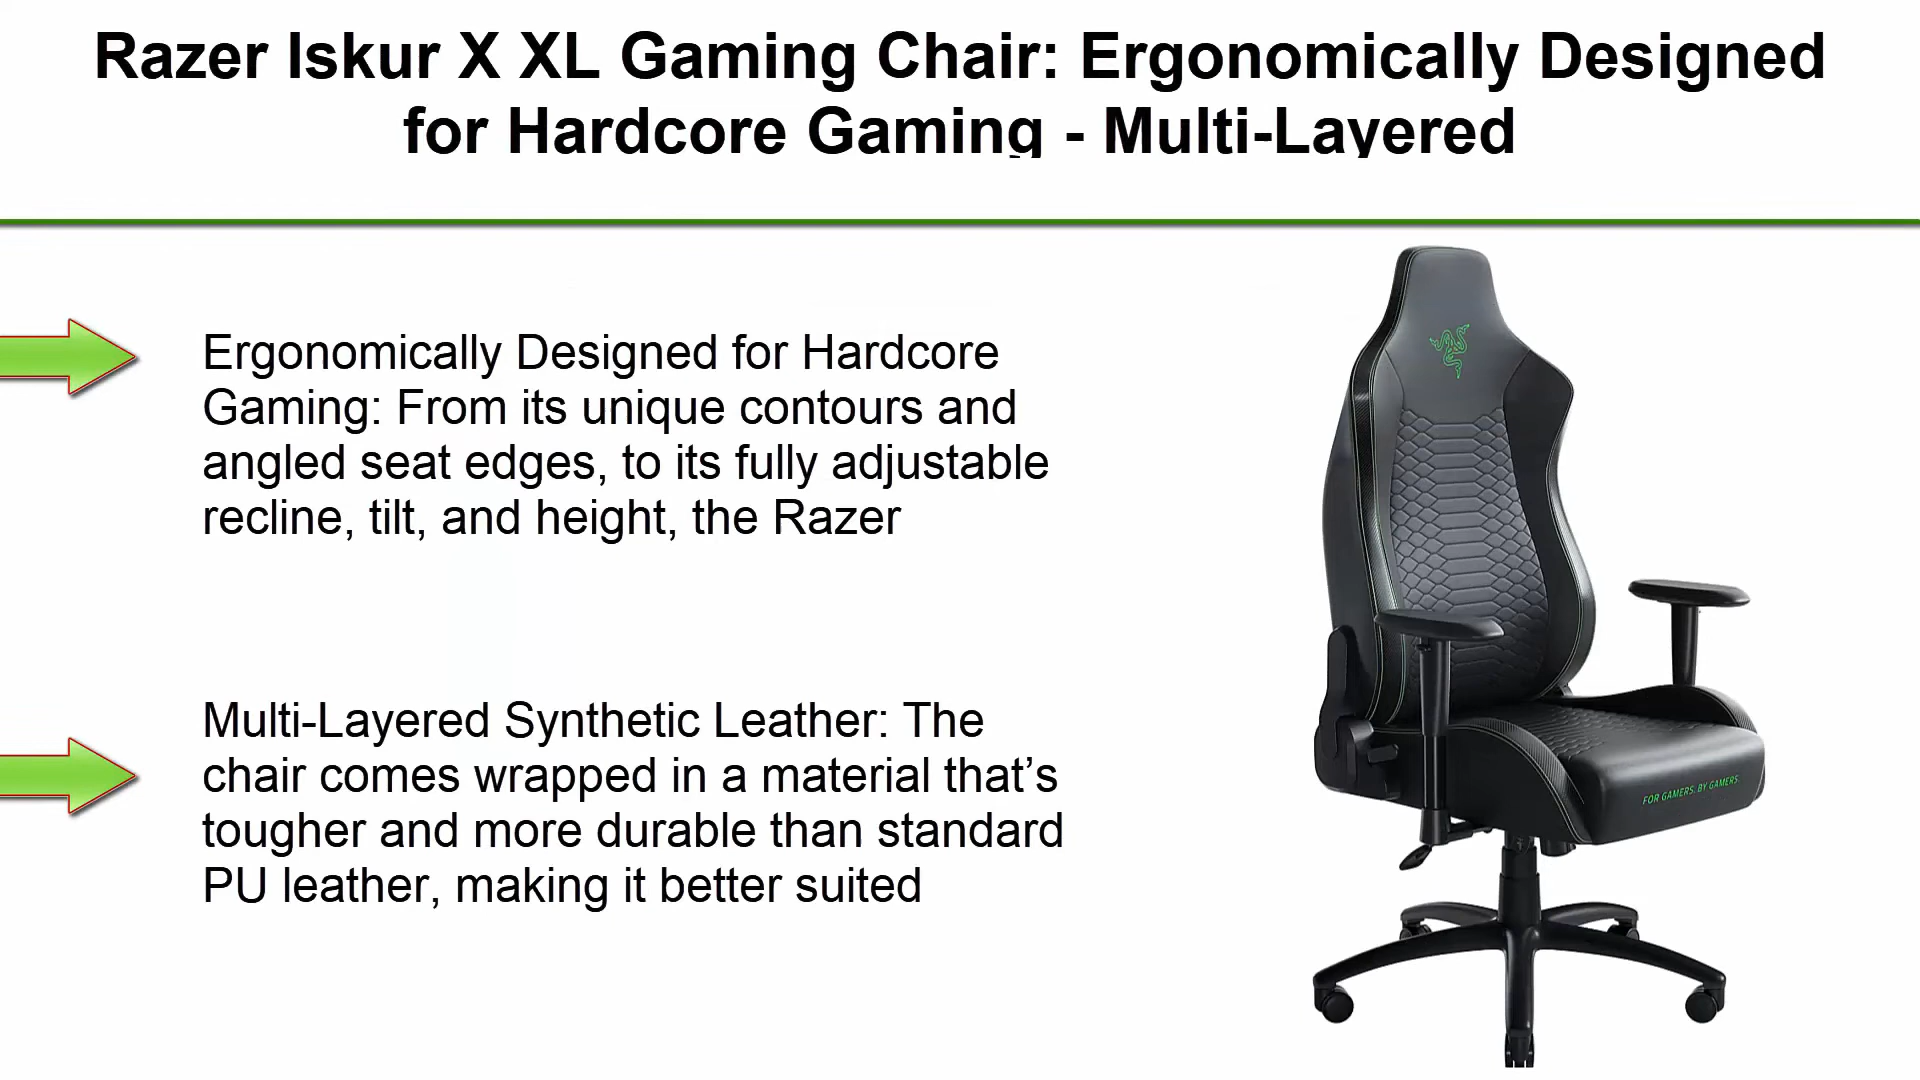 Razer Iskur X XL Gaming Chair: Ergonomically Designed
for Hardcore Gaming - Multi-Layered
Ergonomically Designed for Hardcore
Gaming: From its unique contours and
angled seat edges, to its fully adjustable
recline, tilt, and height, the Razer
Multi-Layered Synthetic Leather: The
chair comes wrapped in a material that’s
tougher and more durable than standard
PU leather, making it better suited
FOR GAMERS. BY GAMERS.